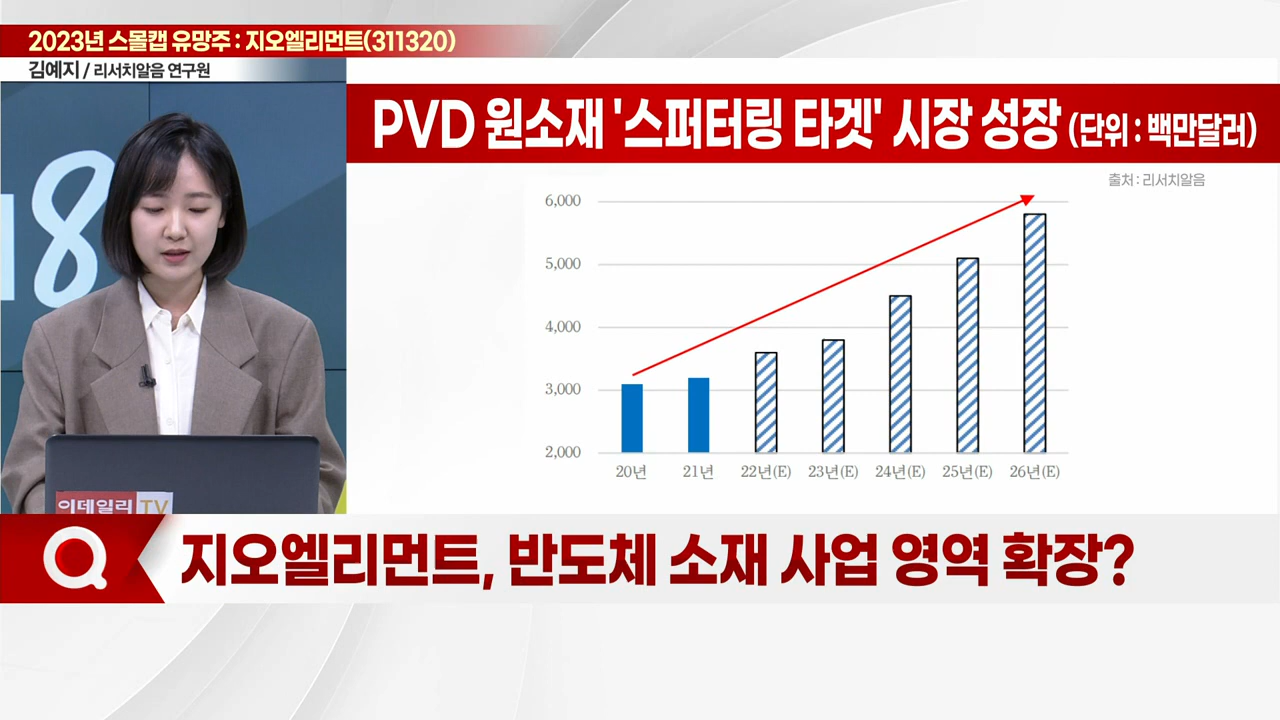 2023년 스몰캡 유망주 : 지오엘리먼트(311320)
김예지 / 리서치알음 연구원
8
PVD 원소재 '스퍼터링 타겟' 시장 성장 (단위 : 백만달러)
출처 : 리서치알음
6,000
5,000
4,000
3,000
2,000
20년 21년 22년(E) 23년(E) 24년(E) 25년(E) 26년(E)
이데일리 TV
지오엘리먼트, 반도체 소재 사업 영역 확장?